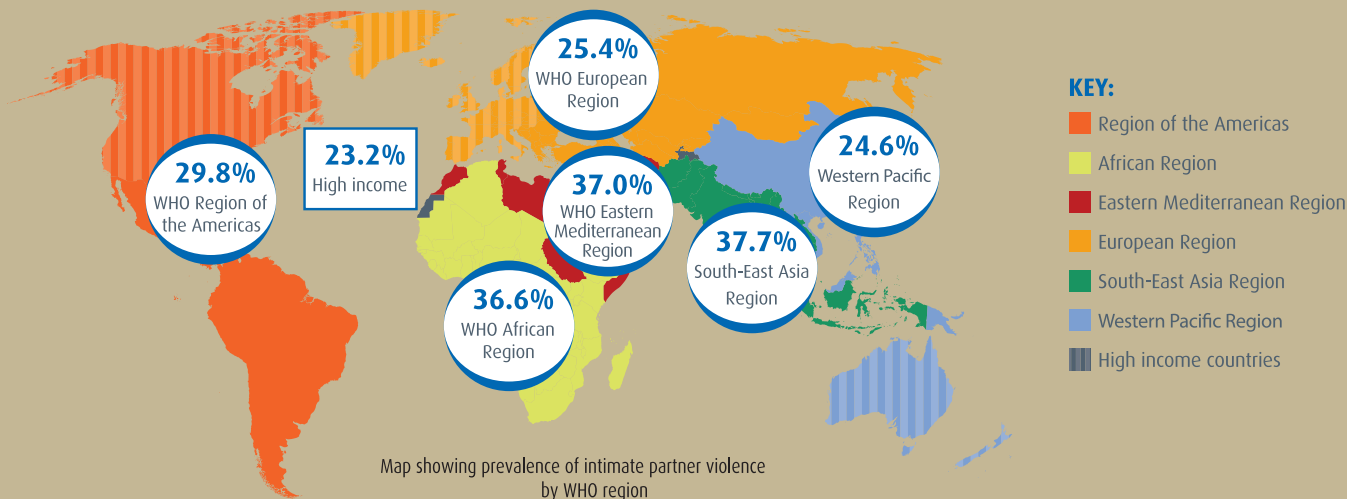 25.4%
WHO European
Region
23.2%
High income
29.8%
WHO Region of
the Americas
37.0%
WHO Eastern
Mediterranean
Region
24.6%
Western Pacific
Region
37.7%
South-East Asia
Region
36.6%
WHO African
Region
KEY:
Region of the Americas
African Region
Eastern Mediterranean Region
European Region
South-East Asia Region
Western Pacific Region
High income countries
Map showing prevalence of intimate partner violence
by WHO region